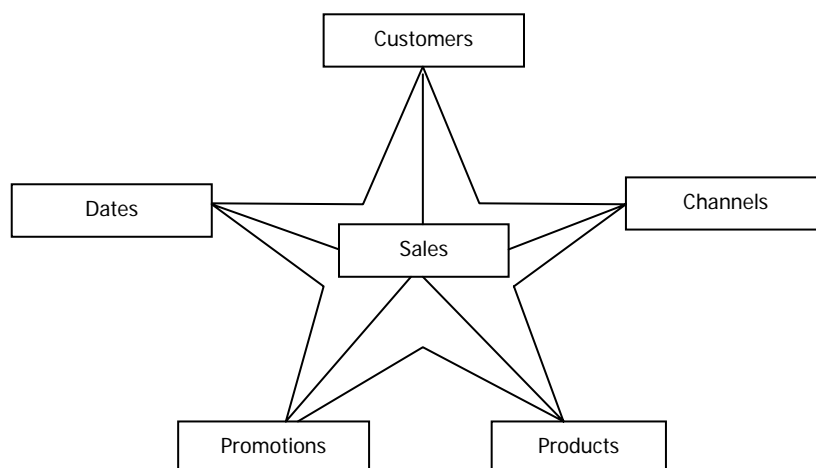 Customers
Dates
Channels
Sales
Promotions
Products